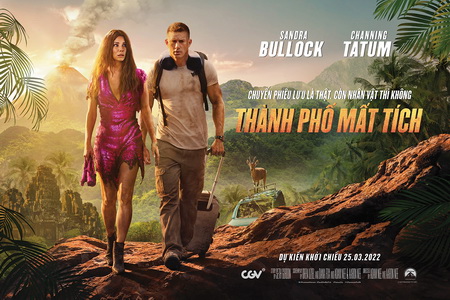 SANDRA
BULLOCK
CHANNING
TATUM
CHUYẾN PHIÊU LƯU LÀ THẬT, CÒN NHÂN VẬT THÌ KHÔNG
THÀNH PHỐ MẤT TÍCH
DỰ KIẾN KHỞI CHIẾU 25.03.2022
CGV